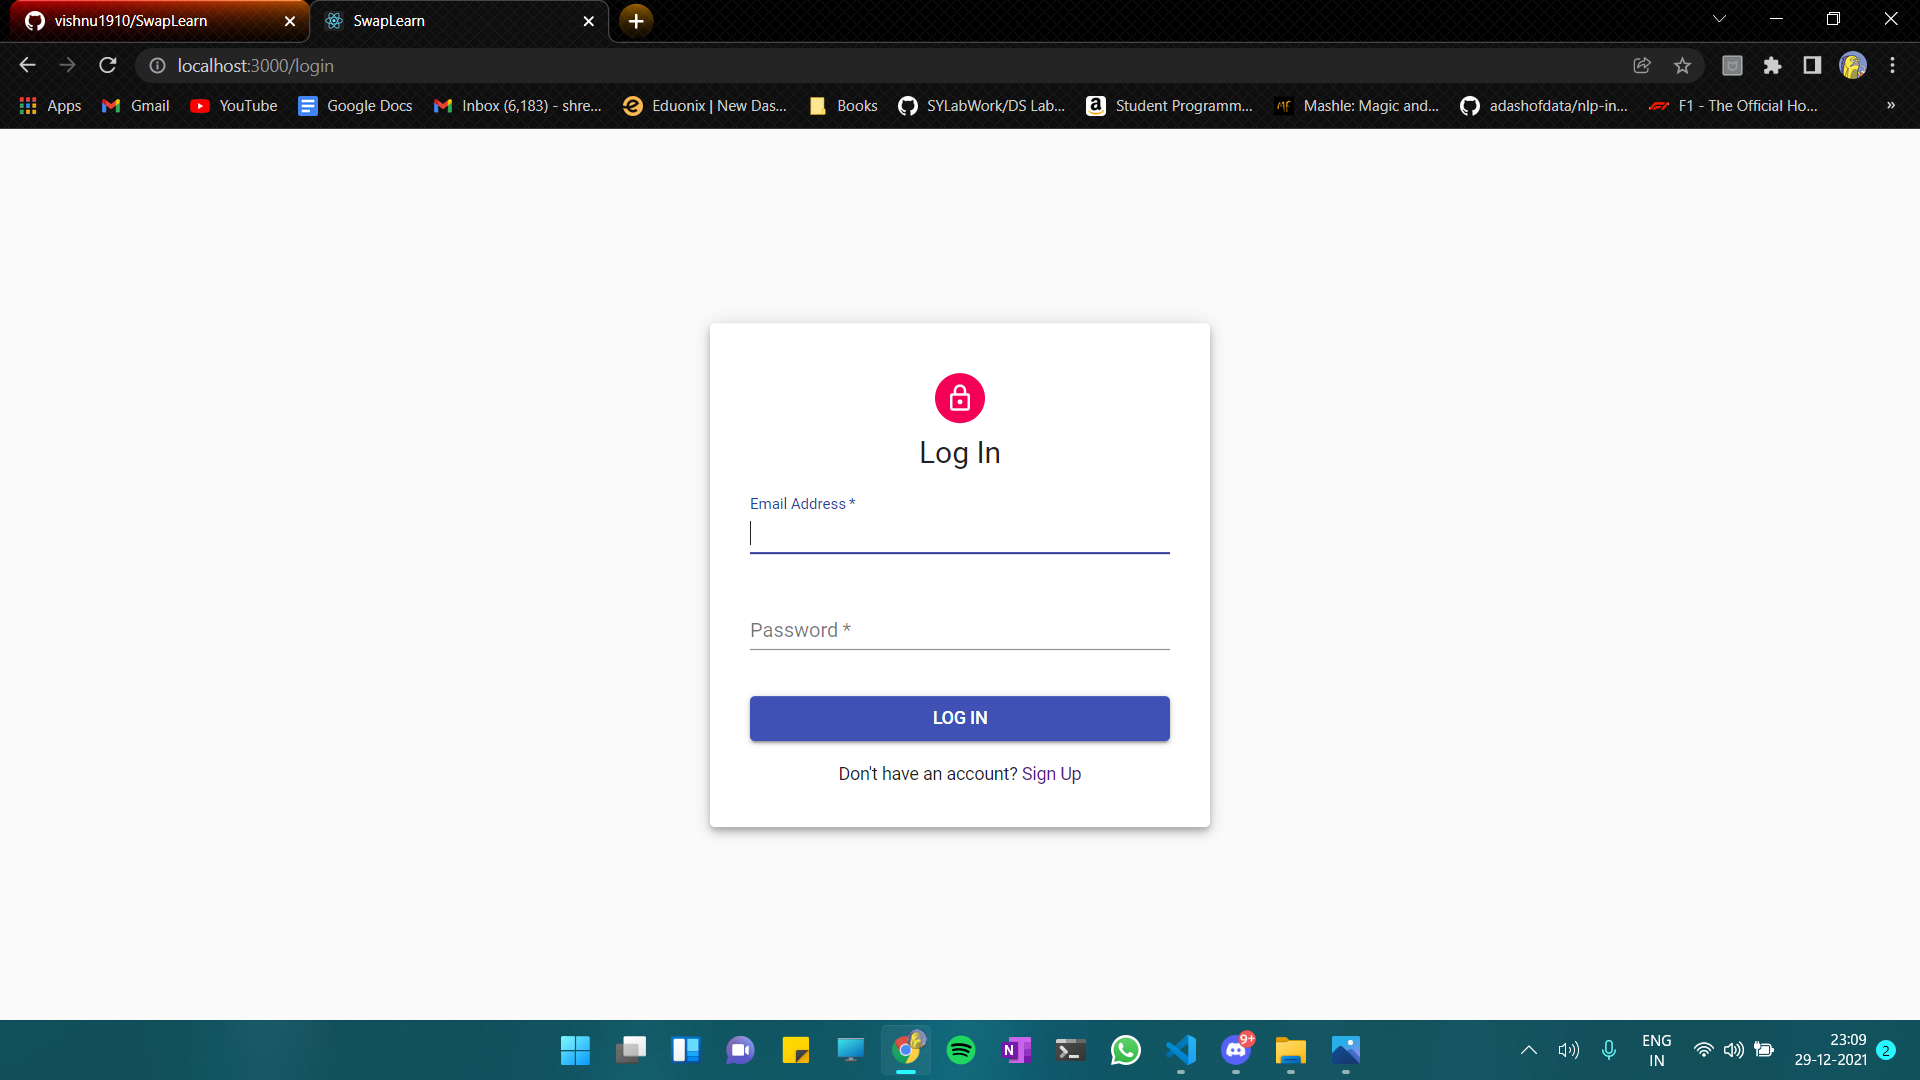 vishnu1910/SwapLearn
SwapLearn
localhost:3000/login
Apps
Gmail
YouTube
Google Docs
Inbox (6,183) - shre...
Eduonix | New Das...
Books
SYLabWork/DS Lab...
Student Programm...
MF
Mashle: Magic and...
adashofdata/nlp-in...
F1 - The Official Ho...
»
Log In
Email Address *
Password *
LOG IN
Don't have an account? Sign Up
N
9+
ENG
IN
23:09
29-12-2021
2